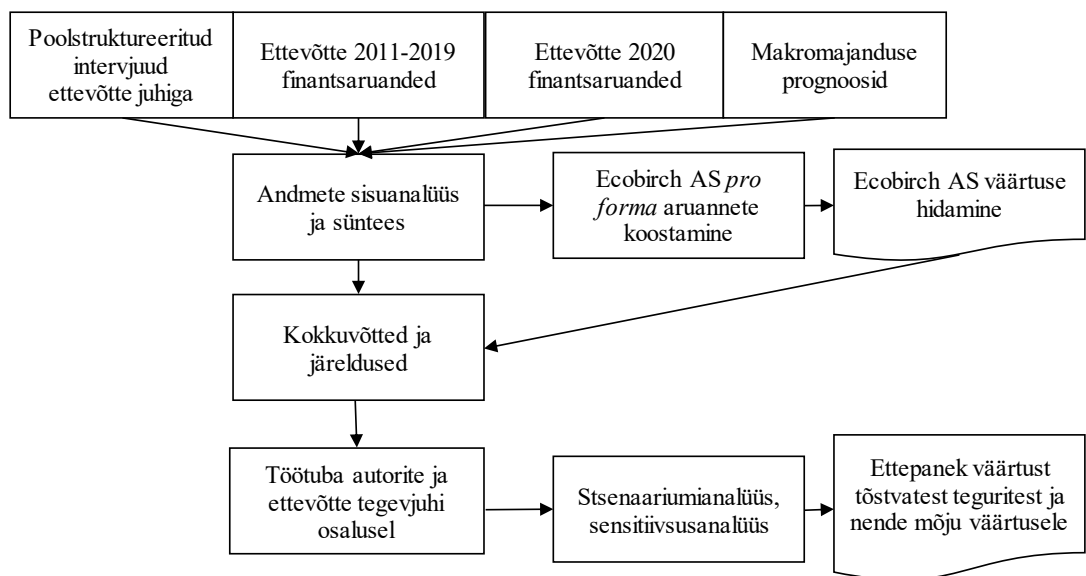 Poolstruktureeritud
intervjuud
ettevõtte juhiga
Ettevõtte 2011-2019
finantsaruanded
Ettevõtte 2020
finantsaruanded
Makromajanduse
prognoosid
Andmete sisuanalüüs
ja süntees
Ecobirch AS pro
forma aruannete
koostamine
Ecobirch AS väärtuse
hidamine
Kokkuvõtted ja
järeldused
Töötuba autorite ja
ettevõtte tegevjuhi
osalusel
Stsenaariumianalüüs,
sensitiivsusanalüüs
Ettepanek väärtust
tõstvatest teguritest ja
nende mõju väärtusele